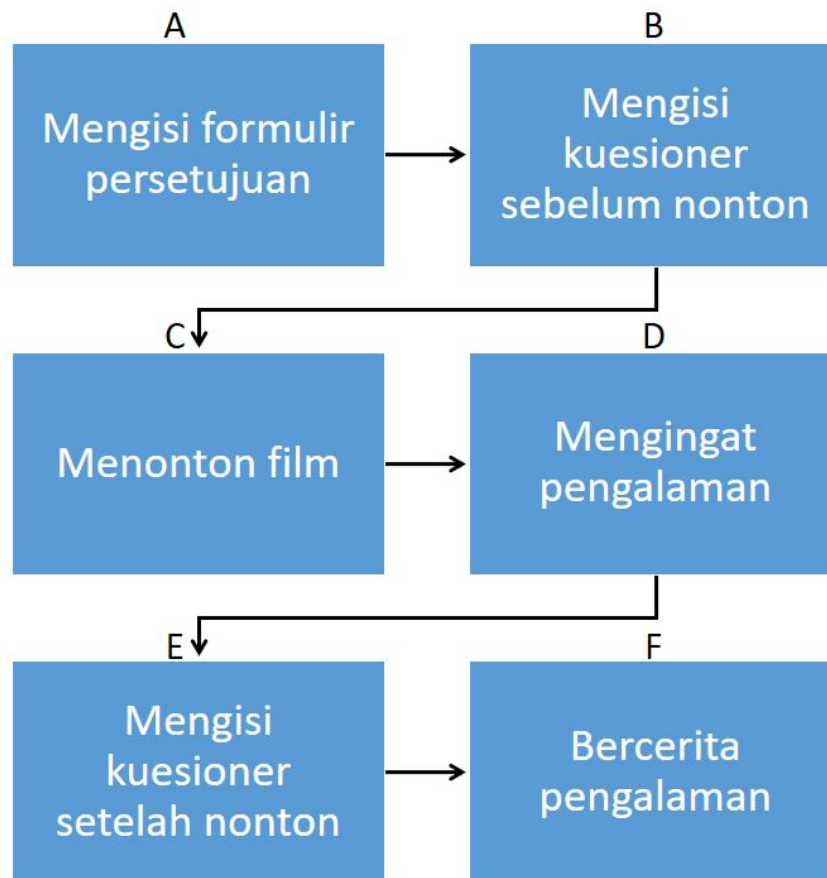 A
Mengisi formulir
persetujuan
B
Mengisi
kuesioner
sebelum nonton
C
Menonton film
D
Mengingat
pengalaman
E
Mengisi
kuesioner
setelah nonton
F
Bercerita
pengalaman